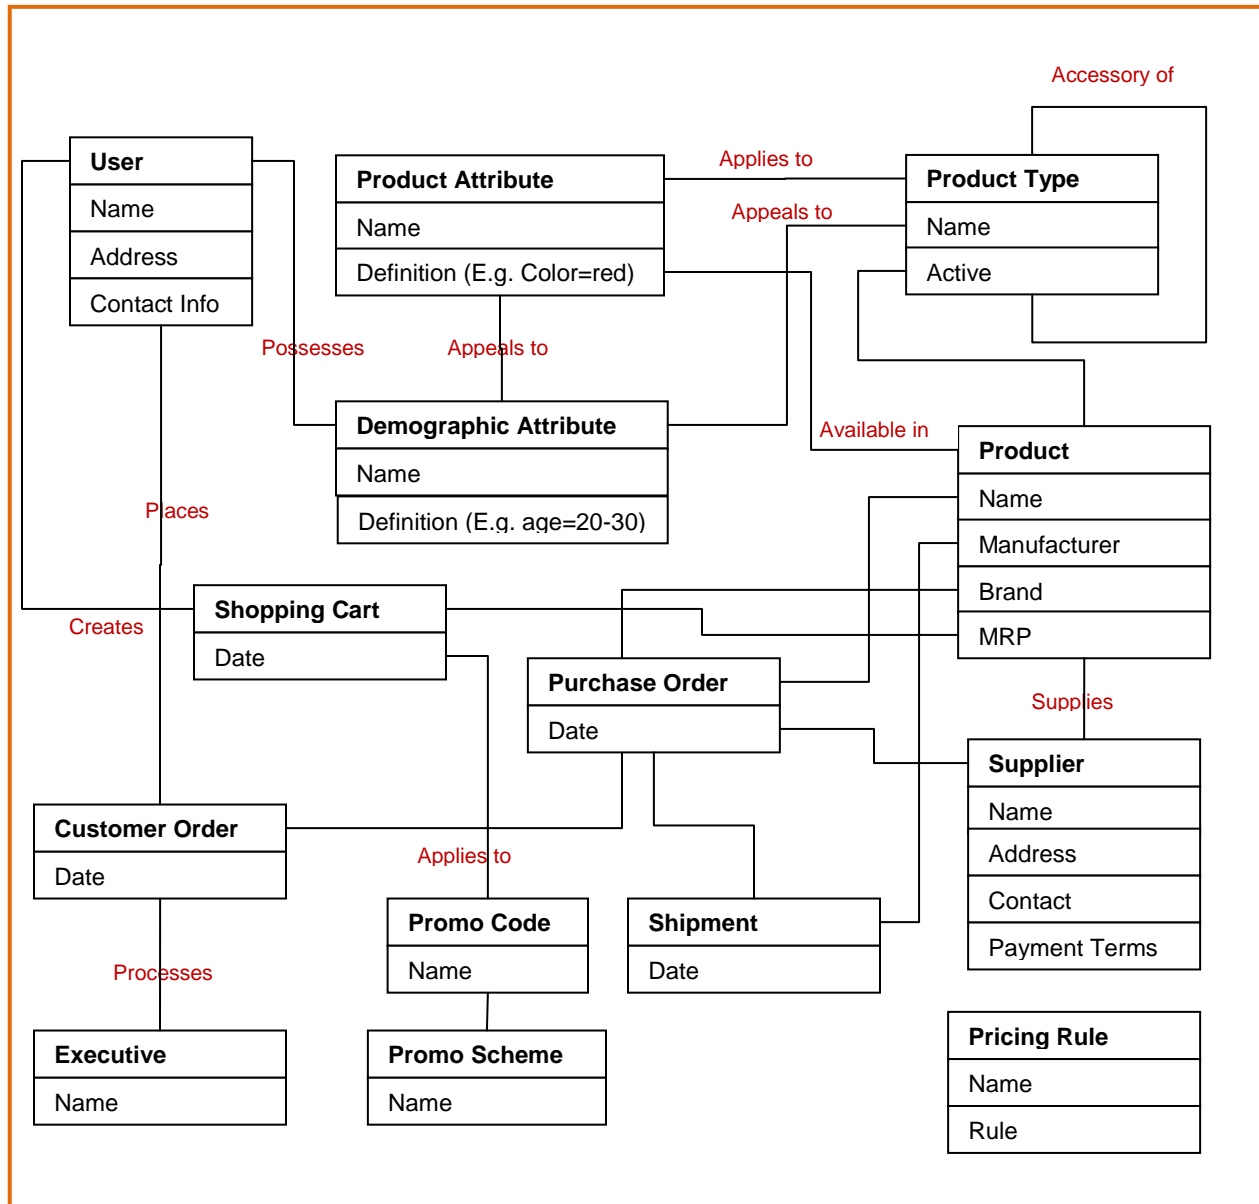 Accessory of
User
Name
Address
Contact Info
Product Attribute
Name
Definition (E.g. Color=red)
Applies to
Appeals to
Product Type
Name
Active
Possesses
Appeals to
Demographic Attribute
Name
Definition (E.g. age=20-30)
Available in
Product
Name
Manufacturer
Brand
MRP
Places
Creates
Shopping Cart
Date
Purchase Order
Date
Supplies
Supplier
Name
Address
Contact
Payment Terms
Customer Order
Date
Applies to
Promo Code
Name
Shipment
Date
Processes
Executive
Name
Promo Scheme
Name
Pricing Rule
Name
Rule